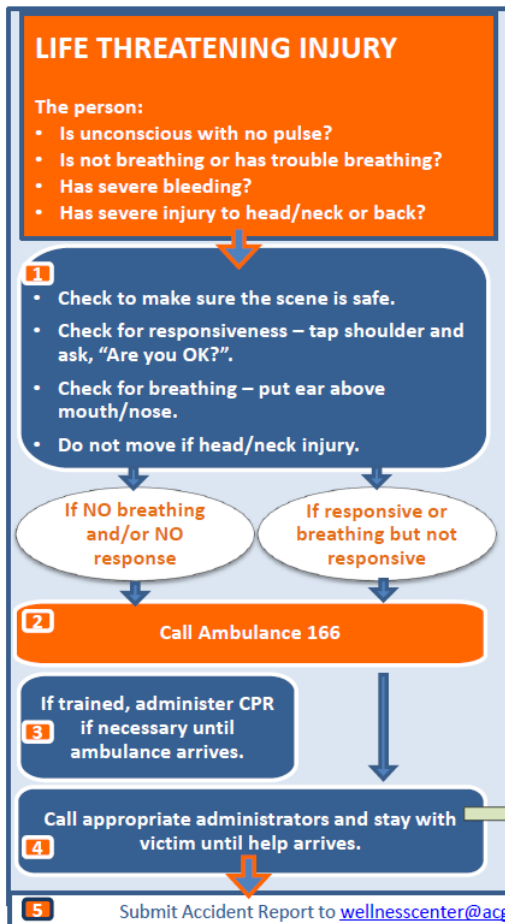 LIFE THREATENING INJURY
The person:
• Is unconscious with no pulse?
• Is not breathing or has trouble breathing?
• Has severe bleeding?
• Has severe injury to head/neck or back?
1
• Check to make sure the scene is safe.
• Check for responsiveness – tap shoulder and
ask, “Are you OK?”.
• Check for breathing – put ear above
mouth/nose.
• Do not move if head/neck injury.
If NO breathing
and/or NO
response
If responsive or
breathing but not
responsive
2
Call Ambulance 166
If trained, administer CPR
if necessary until
ambulance arrives.
3
Call appropriate administrators and stay with
victim until help arrives.
4
5
Submit Accident Report to wellnesscenter@acg